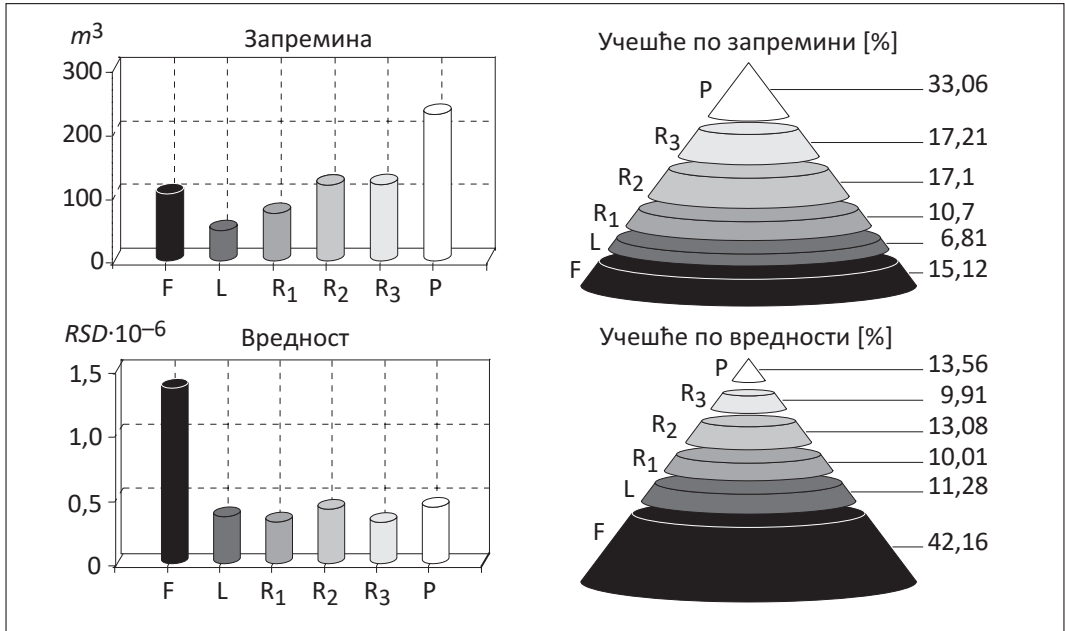 m³
Запремина
300
200
100
0
F L R₁ R₂ R₃ P
Учешће по запремини [%]
P 33,06
R₃ 17,21
R₂ 17,1
R₁ 10,7
L 6,81
F 15,12
RSD·10⁻⁶
Вредност
1,5
1,0
0,5
0
F L R₁ R₂ R₃ P
Учешће по вредности [%]
P 13,56
R₃ 9,91
R₂ 13,08
R₁ 10,01
L 11,28
F 42,16